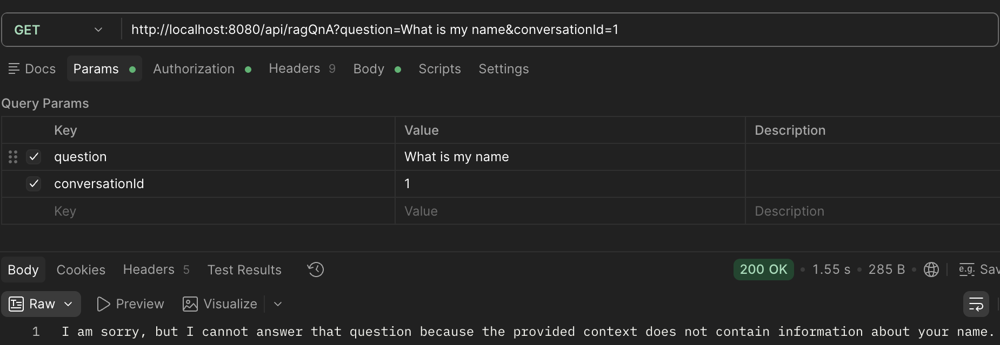 GET http://localhost:8080/api/ragQnA?question=What is my name&conversationId=1
Docs Params Authorization Headers 9 Body Scripts Settings
Query Params
Key Value Description
question What is my name
conversationId 1
Key Value Description
Body Cookies Headers 5 Test Results 200 OK 1.55 s 285 B e.g. Sav
Raw Preview Visualize
1 I am sorry, but I cannot answer that question because the provided context does not contain information about your name.